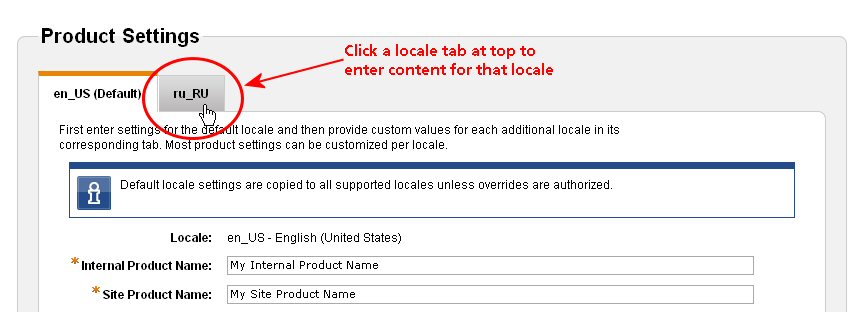 Product Settings
Click a locale tab at top to
enter content for that locale
en_US (Default)
ru_RU
First enter settings for the default locale and then provide custom values for each additional locale in its
corresponding tab. Most product settings can be customized per locale.
Default locale settings are copied to all supported locales unless overrides are authorized.
Locale: en_US - English (United States)
*Internal Product Name: My Internal Product Name
*Site Product Name: My Site Product Name